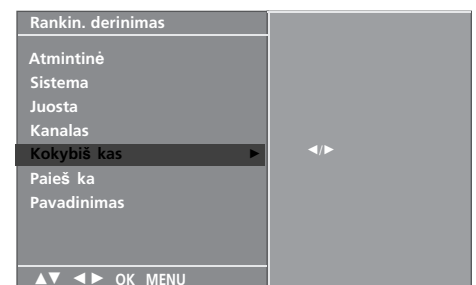 Rankin. derinimas
Atmintinė
Sistema
Juosta
Kanalas
Kokybiš kas ►
◄/►
Paieš ka
Pavadinimas
▲▼ ◄► OK MENU